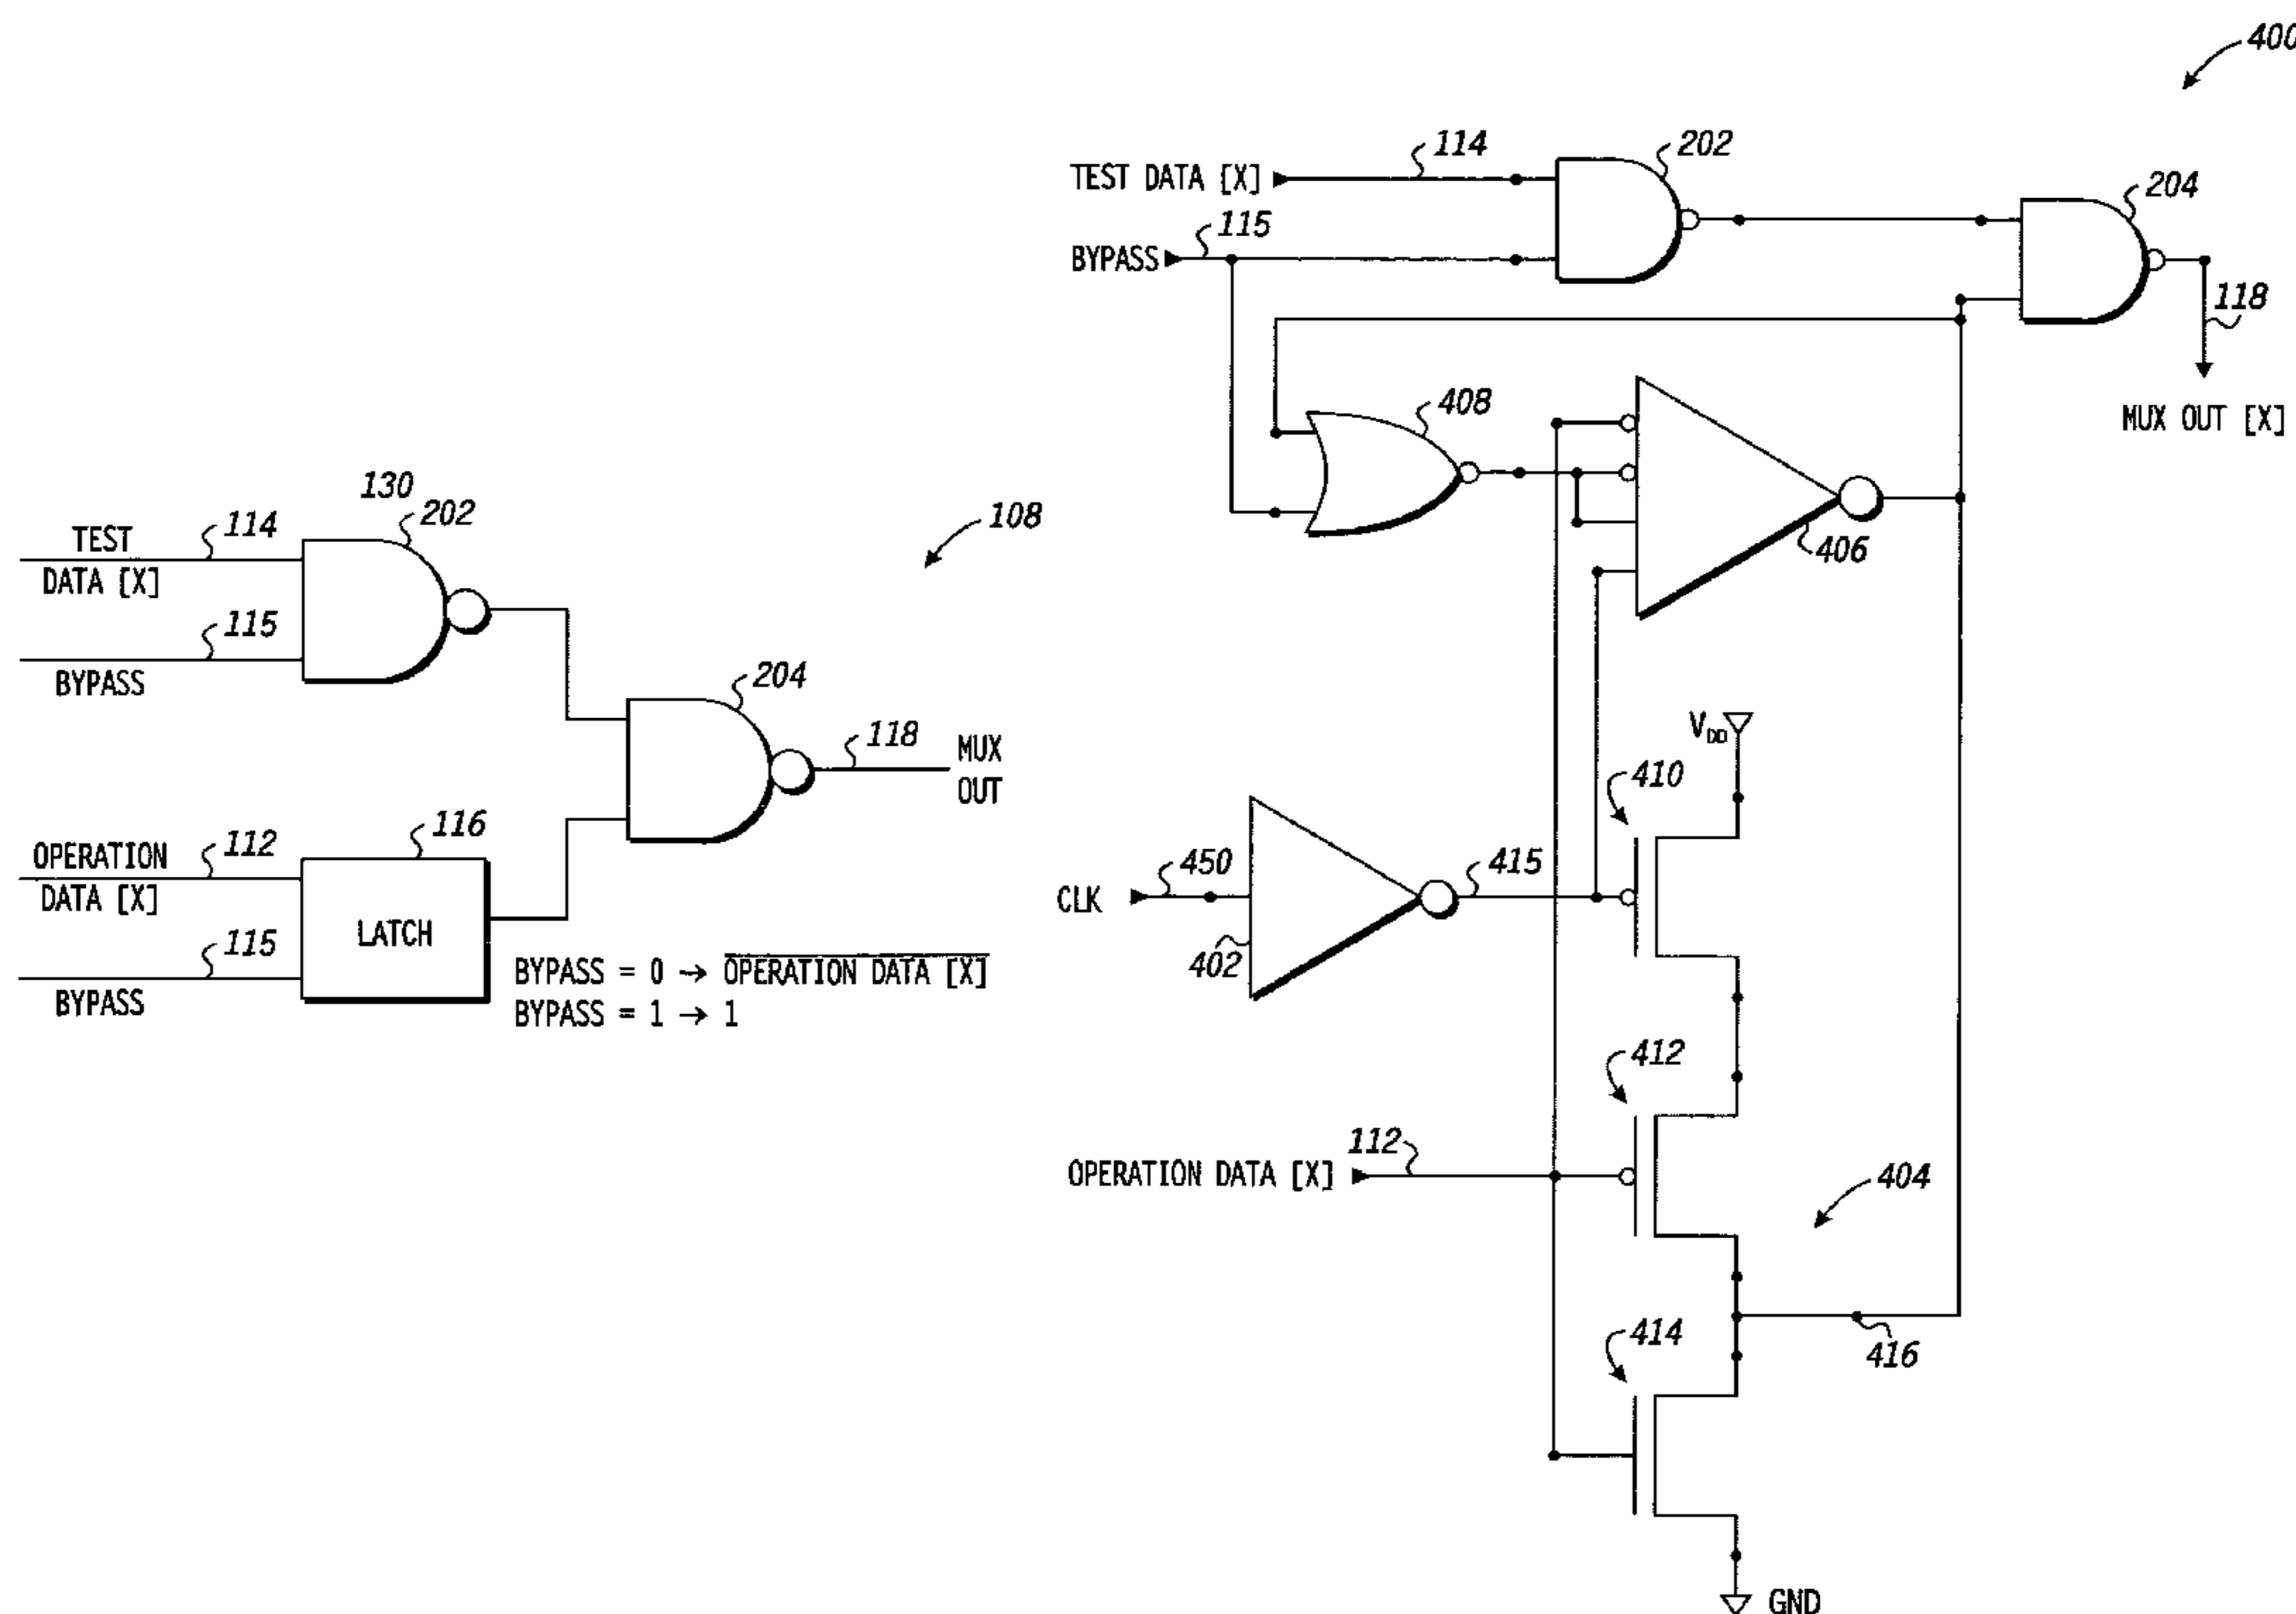 130
202
TEST
114
DATA [X]
115
BYPASS
108
204
118
MUX
OUT
116
OPERATION
112
DATA [X]
LATCH
115
BYPASS
BYPASS = 0 → OPERATION DATA [X]
BYPASS = 1 → 1
400
TEST DATA [X]
114
202
204
BYPASS
115
118
MUX OUT [X]
408
406
VDD
410
CLK
450
415
402
412
OPERATION DATA [X]
112
404
414
416
GND